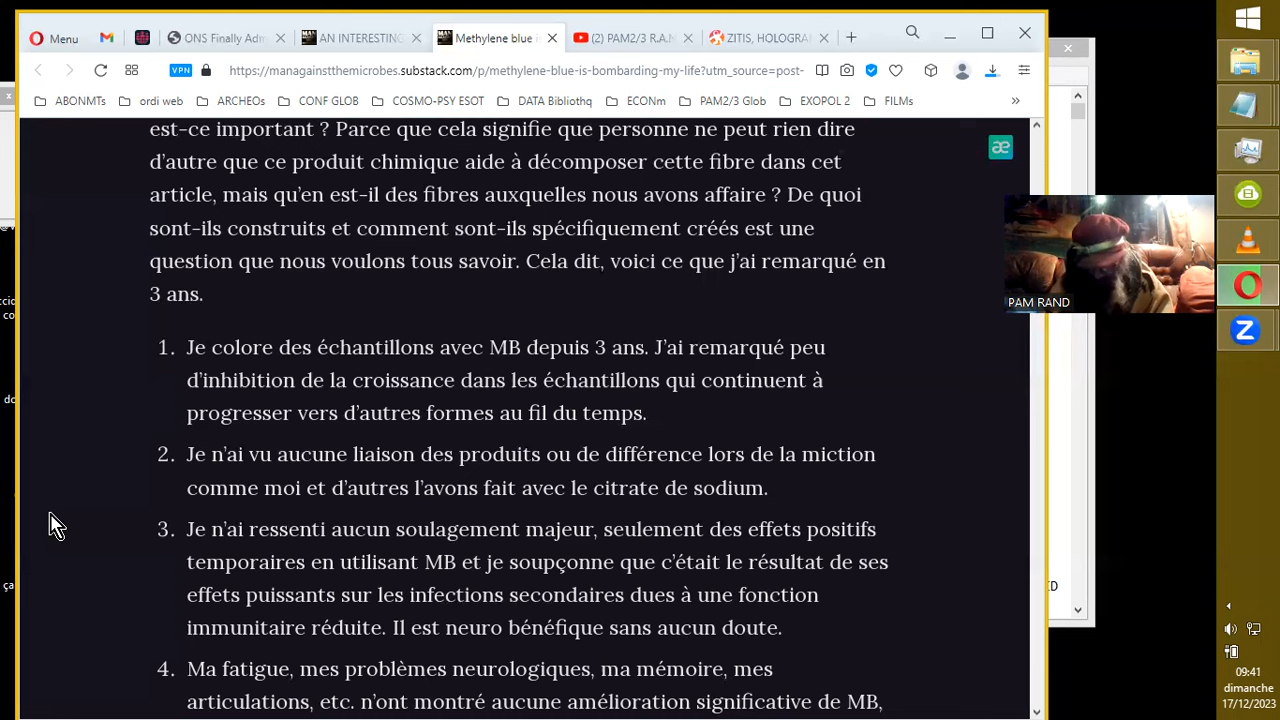 Menu
ONS Finally Adm
AN INTERESTING
Methylene blue is
(2) PAM2/3 R.A.M
ZITIS, HOLOGRA
VPN
https://managainstthemicrobes.substack.com/p/methylene-blue-is-bombarding-my-life?utm_source=post-
ABONMTs
ordi web
ARCHEOs
CONF GLOB
COSMO-PSY ESOT
DATA Bibliothq
ECONm
PAM2/3 Glob
EXOPOL 2
FILMs
est-ce important ? Parce que cela signifie que personne ne peut rien dire
d’autre que ce produit chimique aide à décomposer cette fibre dans cet
article, mais qu’en est-il des fibres auxquelles nous avons affaire ? De quoi
sont-ils construits et comment sont-ils spécifiquement créés est une
question que nous voulons tous savoir. Cela dit, voici ce que j’ai remarqué en
3 ans.
1. Je colore des échantillons avec MB depuis 3 ans. J’ai remarqué peu
d’inhibition de la croissance dans les échantillons qui continuent à
progresser vers d’autres formes au fil du temps.
2. Je n’ai vu aucune liaison des produits ou de différence lors de la miction
comme moi et d’autres l’avons fait avec le citrate de sodium.
3. Je n’ai ressenti aucun soulagement majeur, seulement des effets positifs
temporaires en utilisant MB et je soupçonne que c’était le résultat de ses
effets puissants sur les infections secondaires dues à une fonction
immunitaire réduite. Il est neuro bénéfique sans aucun doute.
4. Ma fatigue, mes problèmes neurologiques, ma mémoire, mes
articulations, etc. n’ont montré aucune amélioration significative de MB,
æ
PAM RAND
09:41
dimanche
17/12/2023